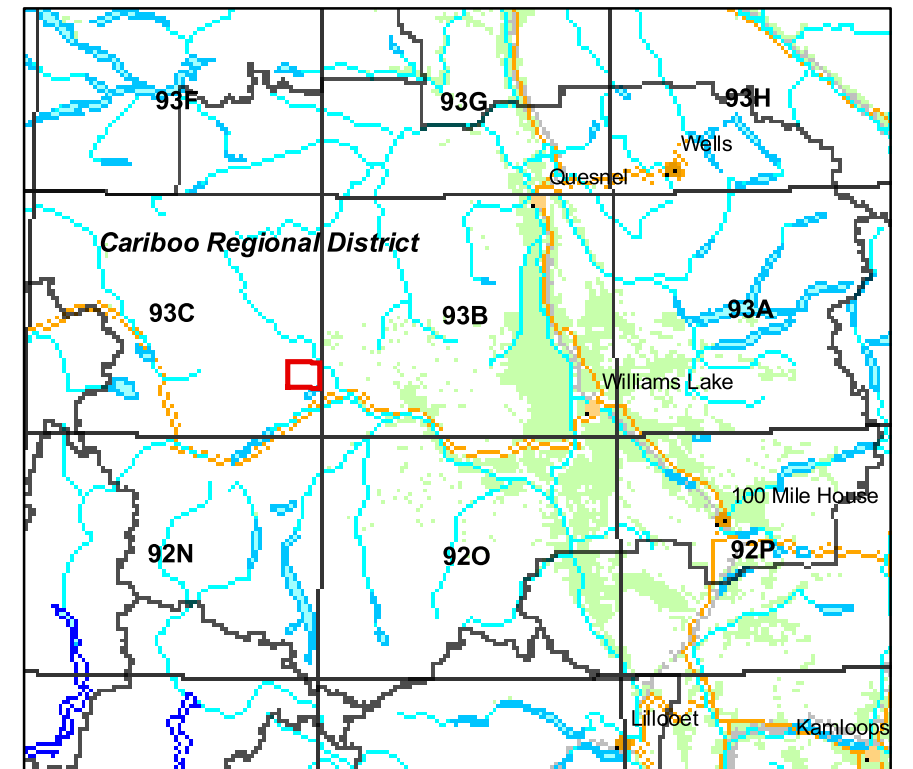 93F
93G
93H
Wells
Quesnel
Cariboo Regional District
93C
93B
93A
Williams Lake
100 Mile House
92N
92O
92P
Lillooet
Kamloops